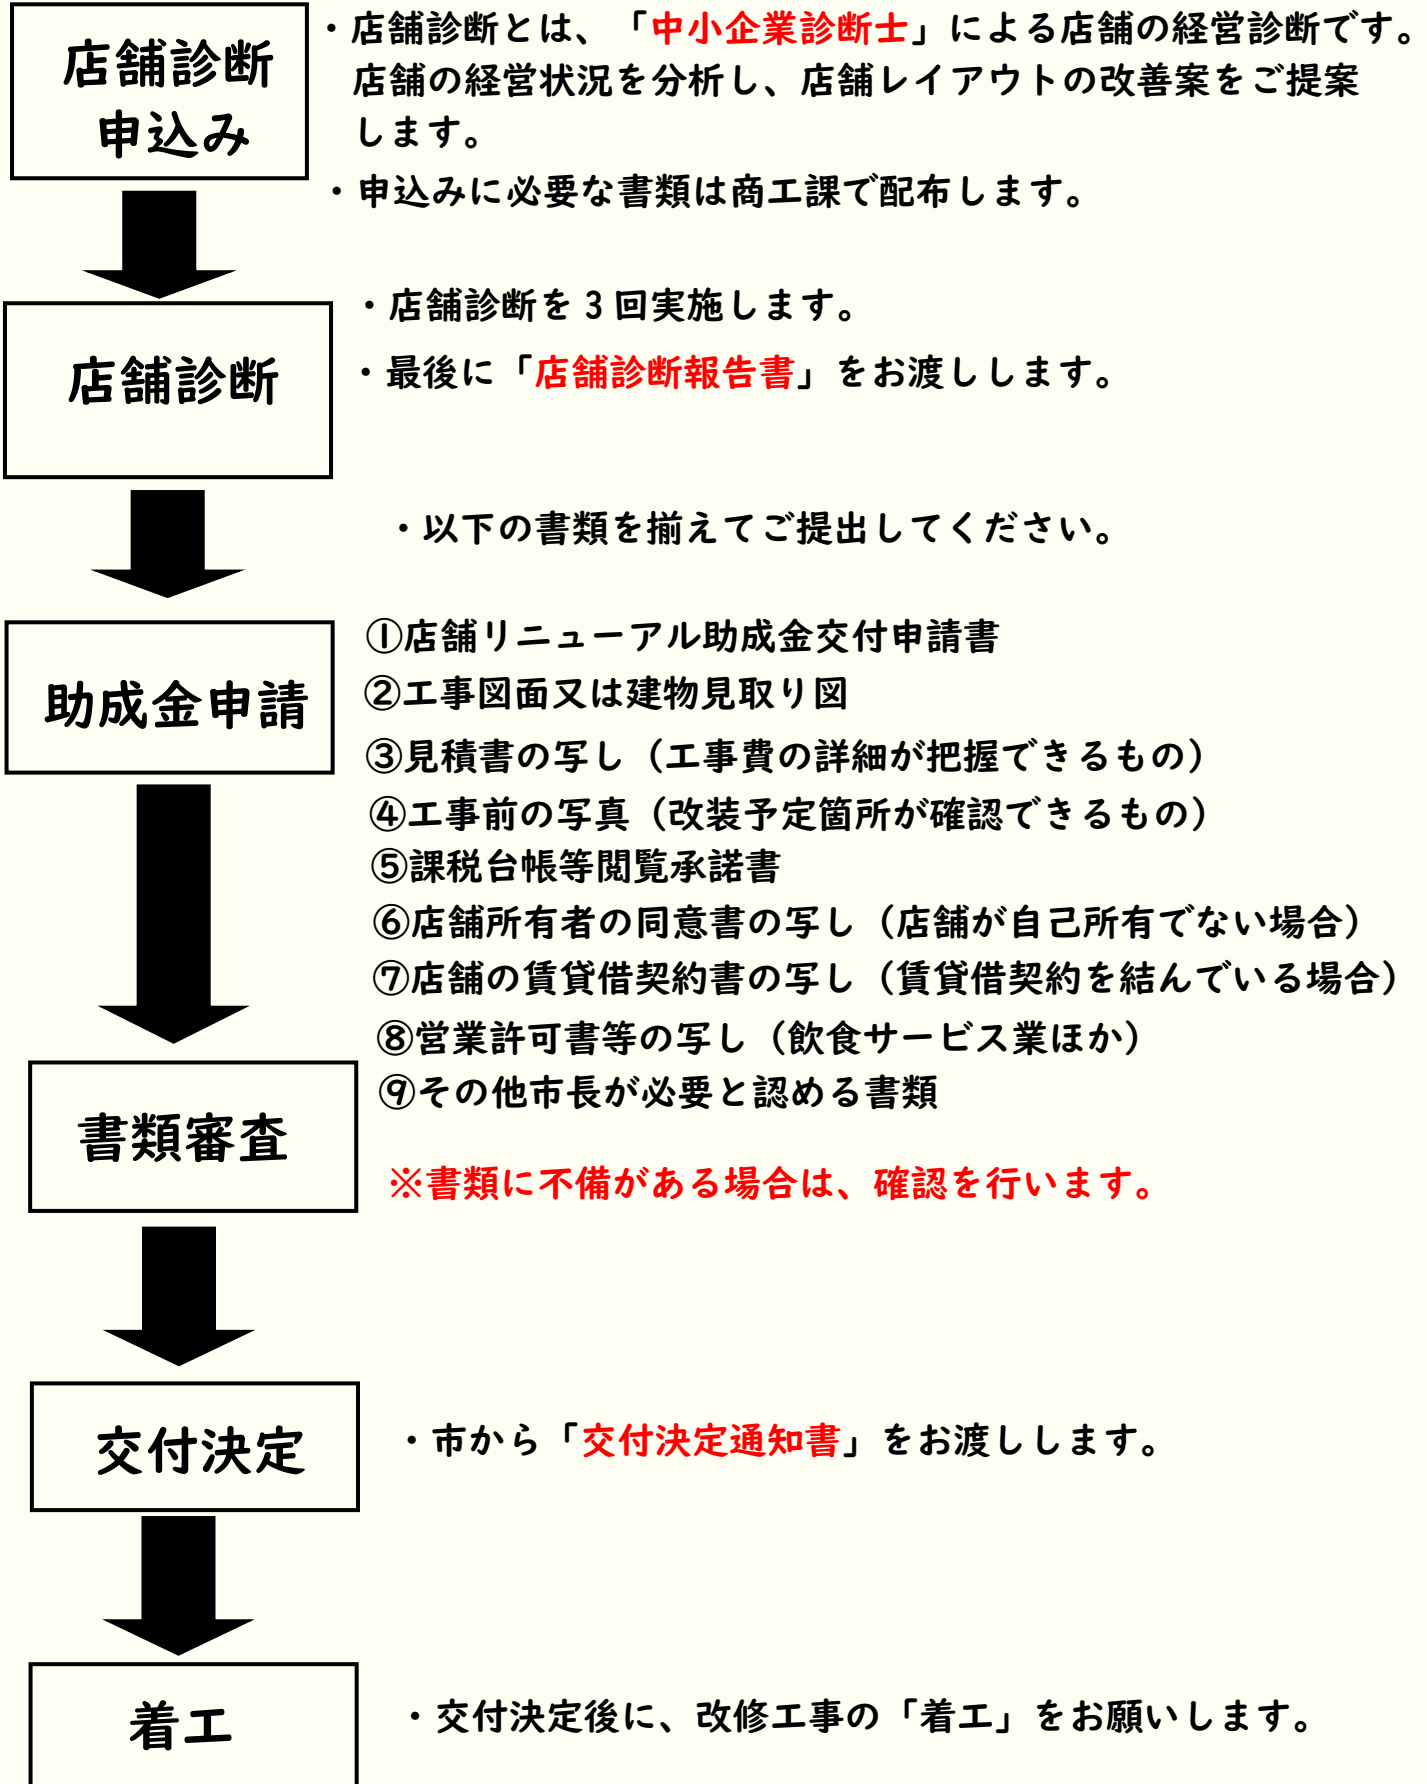 店舗診断
申込み
・店舗診断とは、「中小企業診断士」による店舗の経営診断です。
店舗の経営状況を分析し、店舗レイアウトの改善案をご提案
します。
・申込みに必要な書類は商工課で配布します。
店舗診断
・店舗診断を3回実施します。
・最後に「店舗診断報告書」をお渡しします。
・以下の書類を揃えてご提出してください。
助成金申請
①店舗リニューアル助成金交付申請書
②工事図面又は建物見取り図
③見積書の写し（工事費の詳細が把握できるもの）
④工事前の写真（改装予定箇所が確認できるもの）
⑤課税台帳等閲覧承諾書
⑥店舗所有者の同意書の写し（店舗が自己所有でない場合）
⑦店舗の賃貸借契約書の写し（賃貸借契約を結んでいる場合）
⑧営業許可書等の写し（飲食サービス業ほか）
⑨その他市長が必要と認める書類
書類審査
※書類に不備がある場合は、確認を行います。
交付決定
・市から「交付決定通知書」をお渡しします。
着工
・交付決定後に、改修工事の「着工」をお願いします。